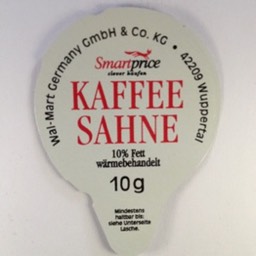 Wal-Mart Germany GmbH & Co. KG • 42209 Wuppertal
Smartprice
clever kaufen
KAFFEE
SAHNE
10% Fett
wärmebehandelt
10 g
Mindestens
haltbar bis:
siehe Unterseite
Lasche.